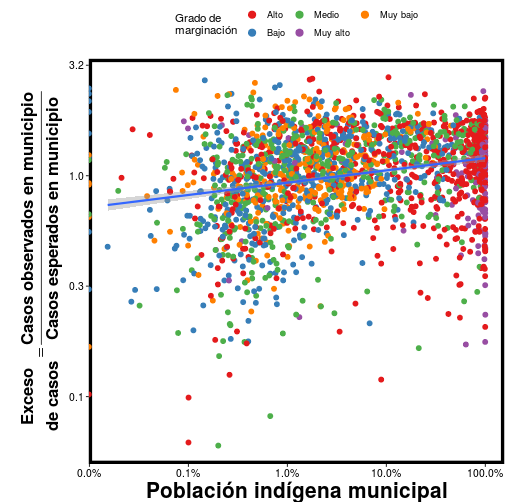 Grado de
marginación
Alto
Medio
Muy bajo
Bajo
Muy alto
3.2
1.0
0.3
0.1
Exceso
de casos
=
Casos observados en municipio
Casos esperados en municipio
0.0%
0.1%
1.0%
10.0%
100.0%
Población indígena municipal